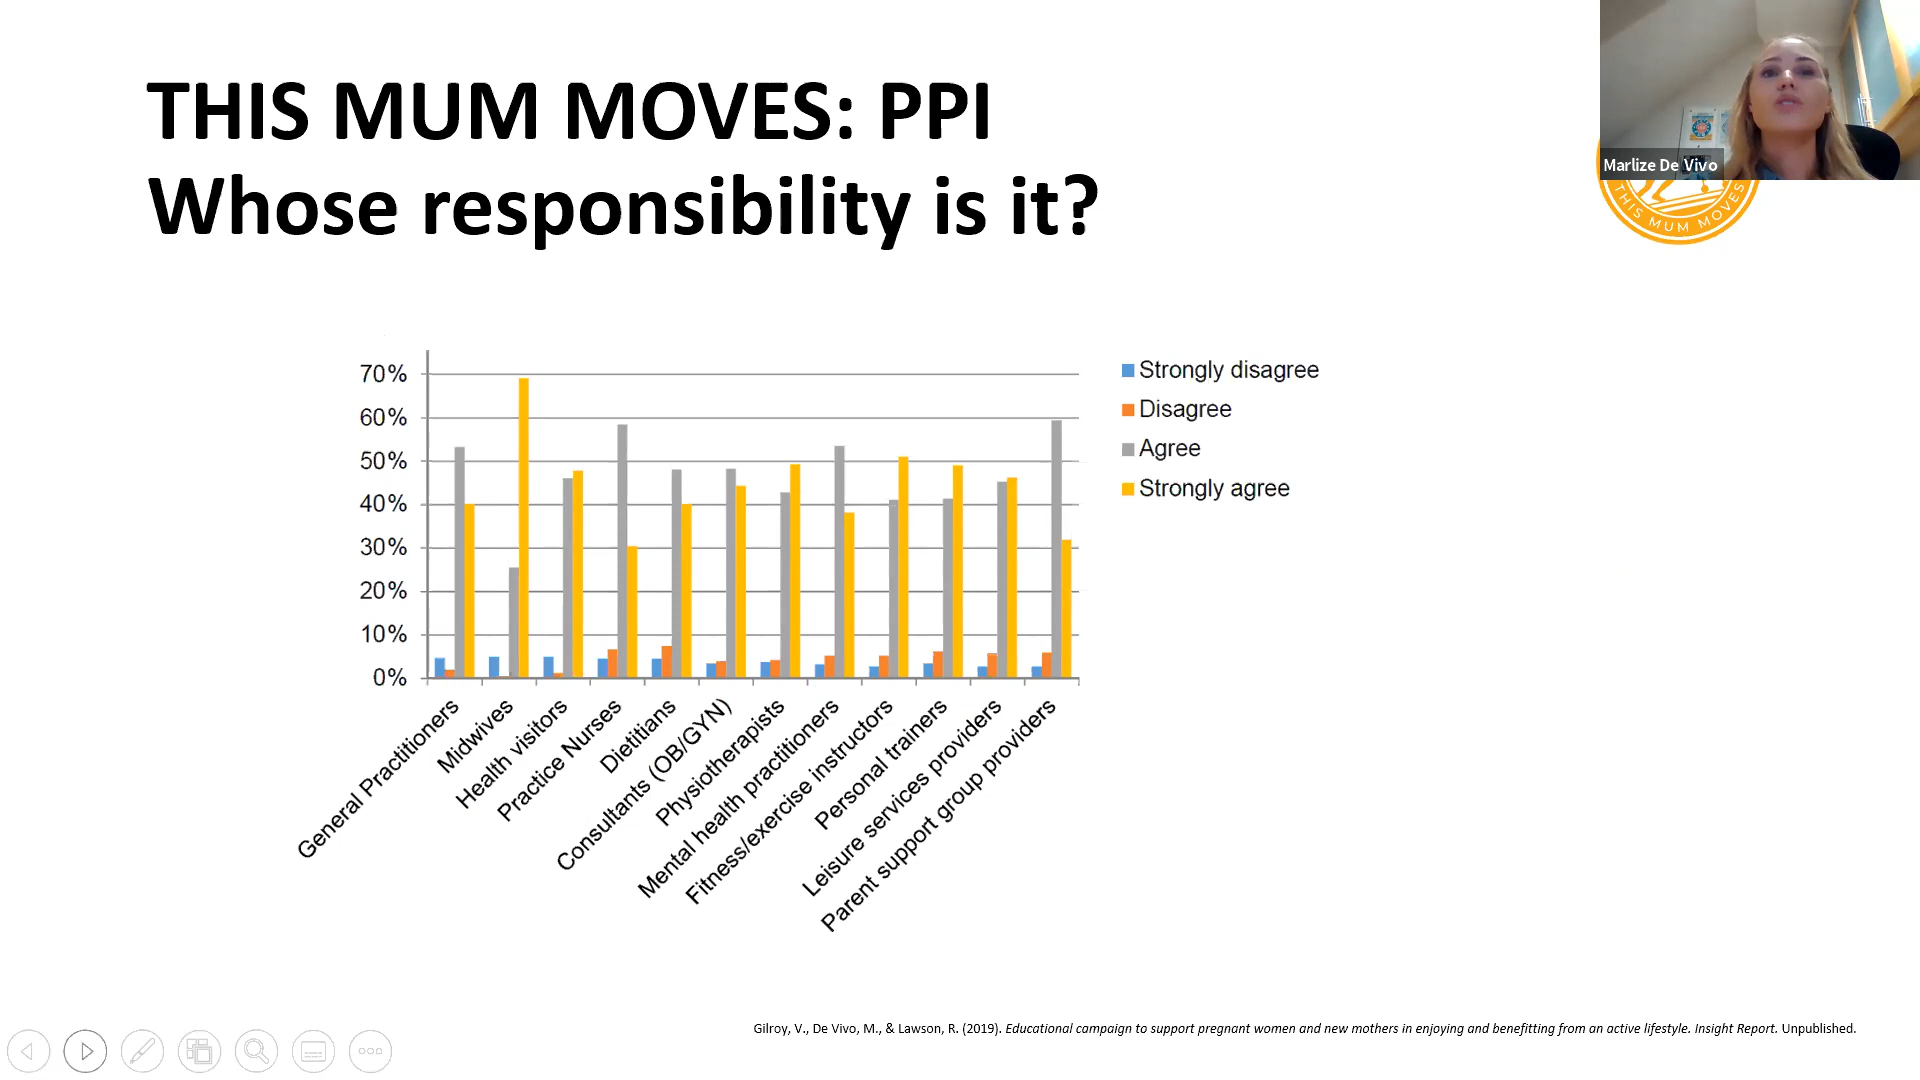 THIS MUM MOVES: PPI
Whose responsibility is it?
Marlize De Vivo
THIS MUM MOVES
70%
60%
50%
40%
30%
20%
10%
0%
Strongly disagree
Disagree
Agree
Strongly agree
General Practitioners
Midwives
Health visitors
Practice Nurses
Dietitians
Consultants (OB/GYN)
Physiotherapists
Mental health practitioners
Fitness/exercise instructors
Personal trainers
Leisure services providers
Parent support group providers
Gilroy, V., De Vivo, M., & Lawson, R. (2019). Educational campaign to support pregnant women and new mothers in enjoying and benefitting from an active lifestyle. Insight Report. Unpublished.